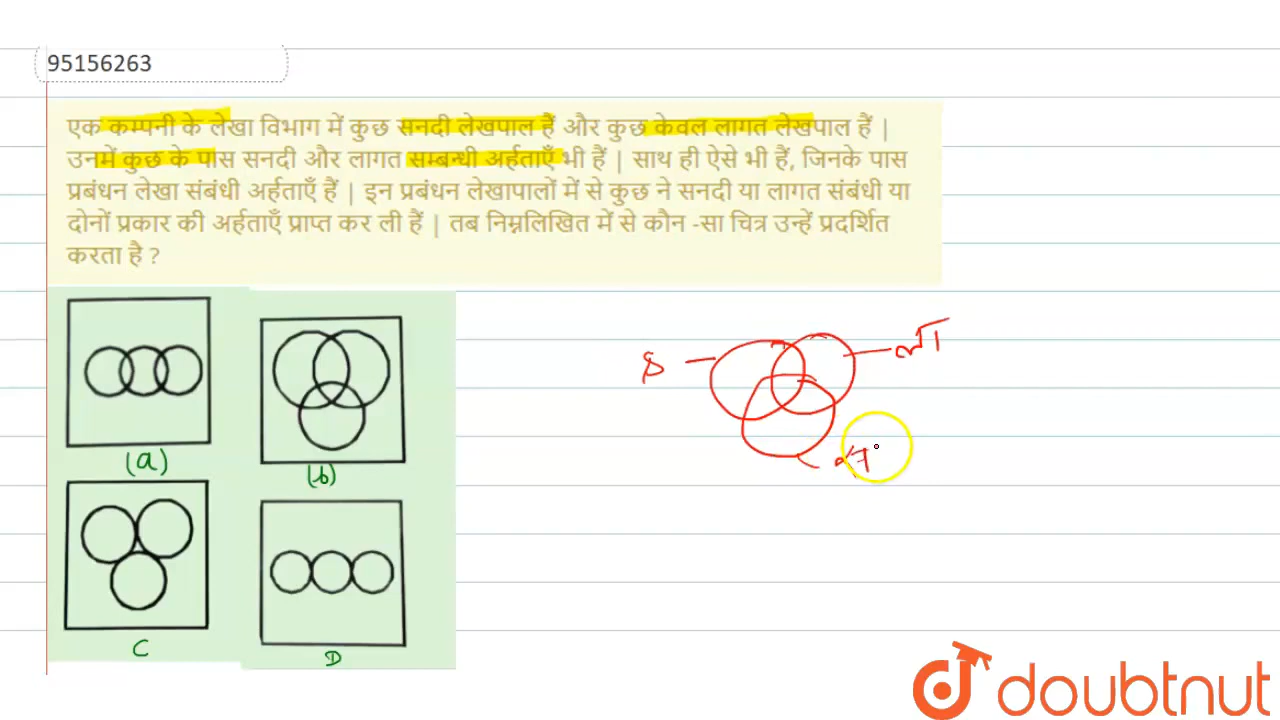 95156263
एक कम्पनी के लेखा विभाग में कुछ सनदी लेखपाल हैं और कुछ केवल लागत लेखपाल हैं |
उनमें कुछ के पास सनदी और लागत सम्बन्धी अर्हताएँ भी हैं | साथ ही ऐसे भी हैं, जिनके पास
प्रबंधन लेखा संबंधी अर्हताएँ हैं | इन प्रबंधन लेखापालों में से कुछ ने सनदी या लागत संबंधी या
दोनों प्रकार की अर्हताएँ प्राप्त कर ली हैं | तब निम्नलिखित में से कौन -सा चित्र उन्हें प्रदर्शित
करता है ?
(a)
(b)
C
D
ला
doubtnut